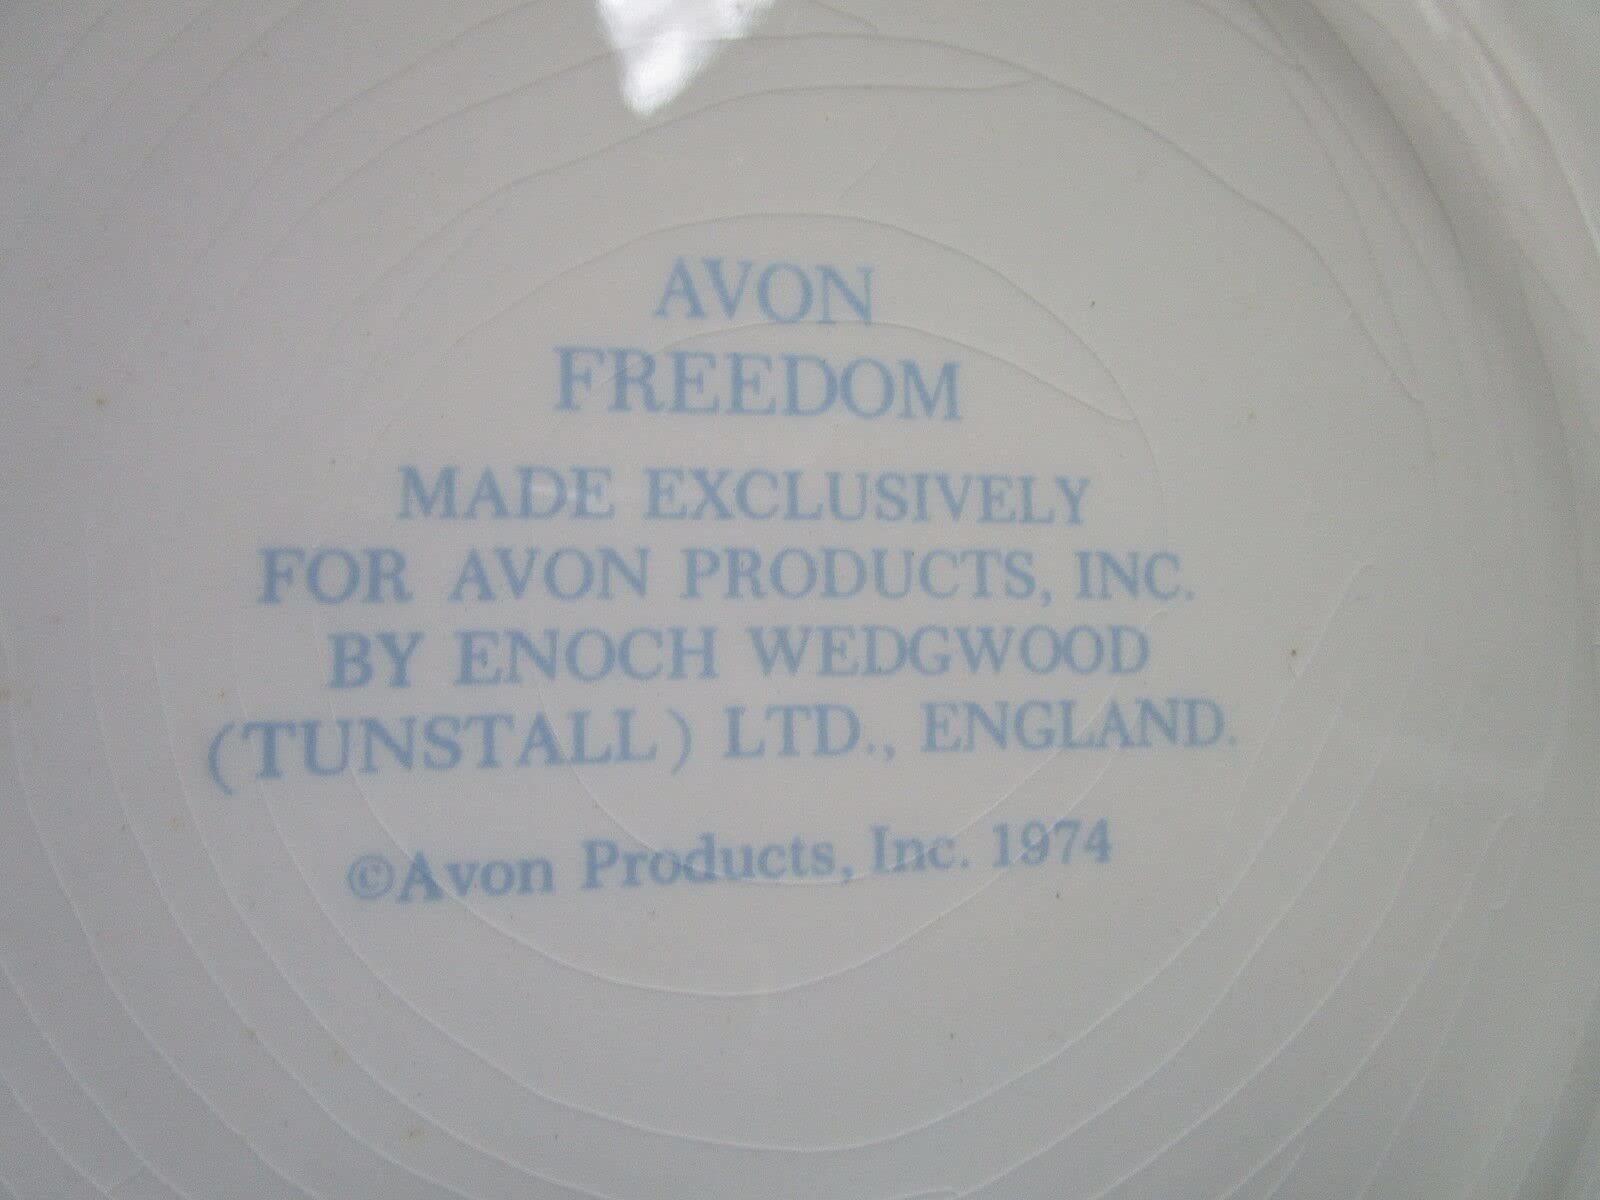 AVON
FREEDOM
MADE EXCLUSIVELY
FOR AVON PRODUCTS, INC.
BY ENOCH WEDGWOOD
(TUNSTALL) LTD., ENGLAND.
©Avon Products, Inc. 1974